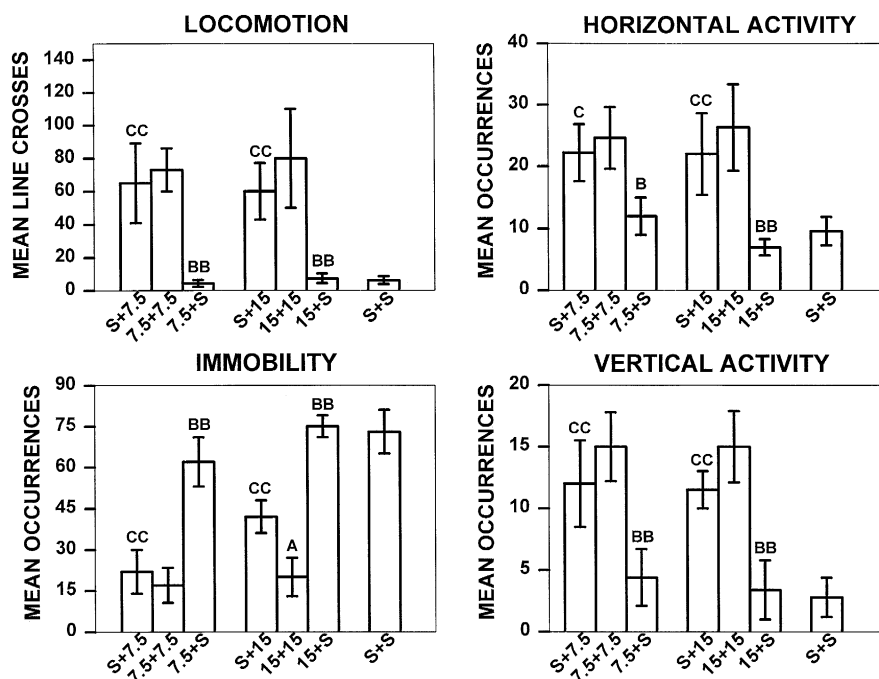 LOCOMOTION
MEAN LINE CROSSES
140
120
100
80
60
40
20
0
CC
BB
CC
BB
S+7.5
7.5+7.5
7.5+S
S+15
15+15
15+S
S+S
HORIZONTAL ACTIVITY
MEAN OCCURRENCES
40
30
20
10
0
C
B
CC
BB
S+7.5
7.5+7.5
7.5+S
S+15
15+15
15+S
S+S
IMMOBILITY
MEAN OCCURRENCES
90
75
60
45
30
15
0
CC
BB
CC
A
BB
S+7.5
7.5+7.5
7.5+S
S+15
15+15
15+S
S+S
VERTICAL ACTIVITY
MEAN OCCURRENCES
20
15
10
5
0
CC
BB
CC
BB
S+7.5
7.5+7.5
7.5+S
S+15
15+15
15+S
S+S